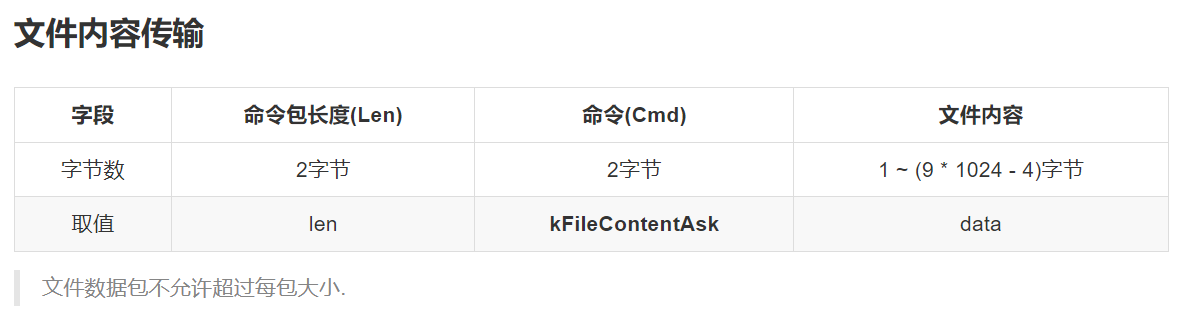 文件内容传输
字段 命令包长度(Len) 命令(Cmd) 文件内容
字节数 2字节 2字节 1 ~ (9 * 1024 - 4)字节
取值 len kFileContentAsk data
文件数据包不允许超过每包大小.